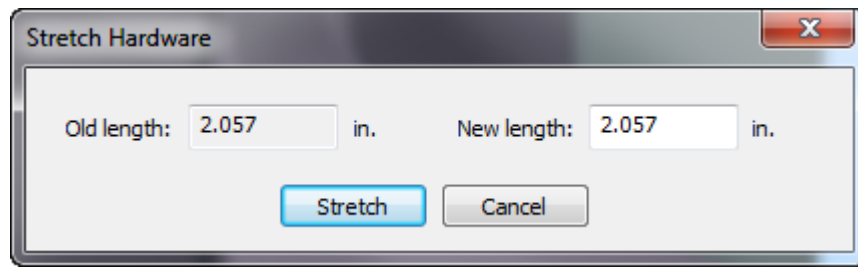 Stretch Hardware
Old length: 2.057 in. New length: 2.057 in.
Stretch Cancel